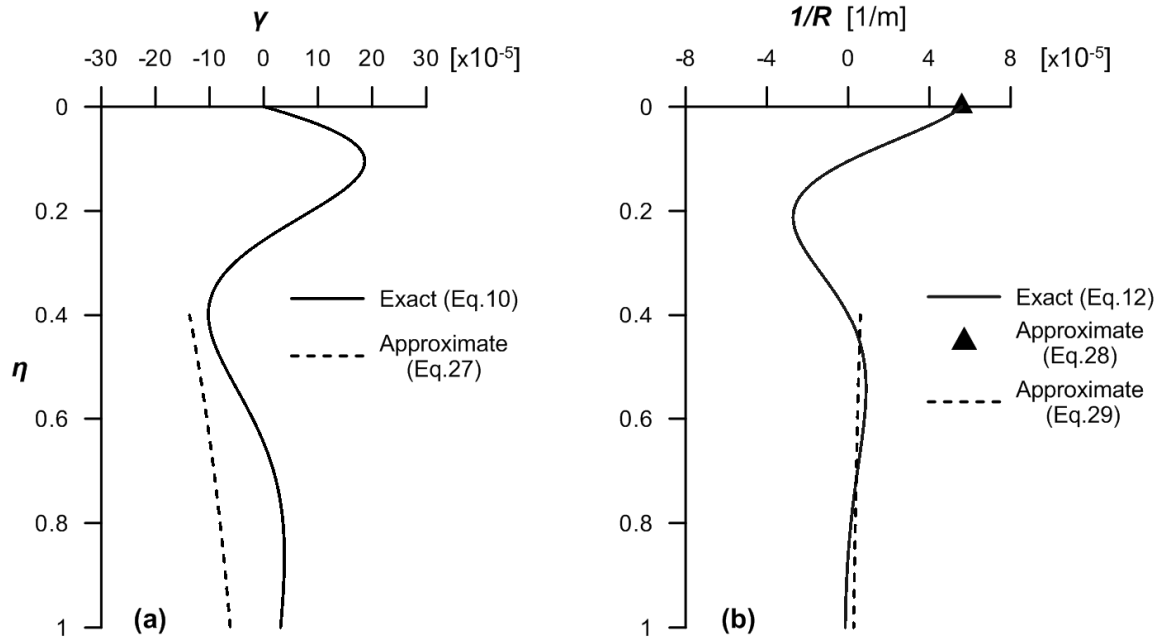 γ
-30 -20 -10 0 10 20 30 [x10⁻⁵]
0
0.2
0.4
0.6
0.8
1
η
Exact (Eq.10)
Approximate
(Eq.27)
(a)
1/R [1/m]
-8 -4 0 4 8 [x10⁻⁵]
0
0.2
0.4
0.6
0.8
1
Exact (Eq.12)
Approximate
(Eq.28)
Approximate
(Eq.29)
(b)